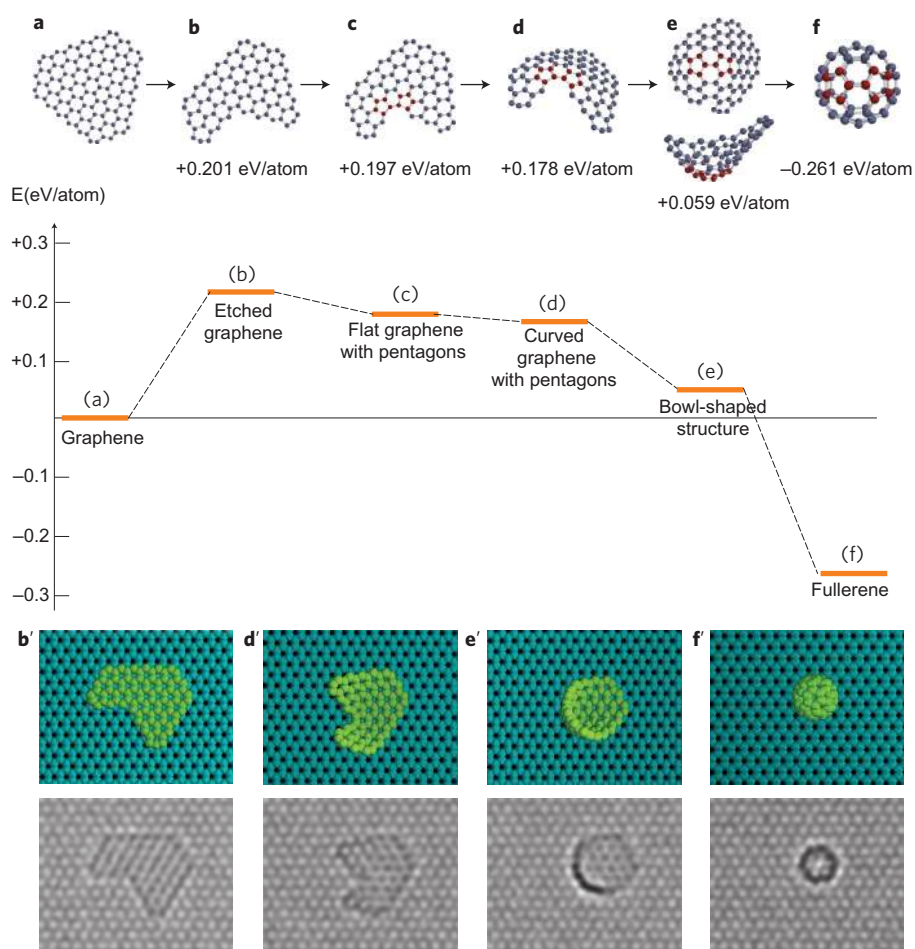 a b c d e f
+0.201 eV/atom +0.197 eV/atom +0.178 eV/atom −0.261 eV/atom
+0.059 eV/atom
E(eV/atom)
+0.3
(b)
+0.2
Etched
graphene
(c)
Flat graphene
with pentagons
(d)
Curved
graphene
with pentagons
+0.1
(e)
Bowl-shaped
structure
(a)
Graphene
−0.1
−0.2
(f)
−0.3
Fullerene
b′ d′ e′ f′